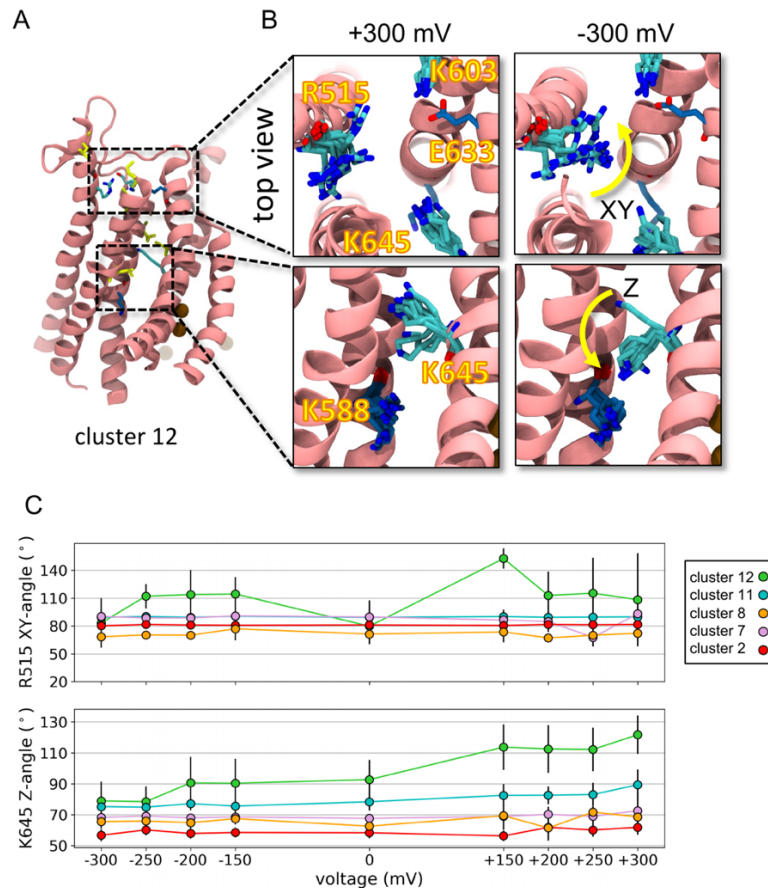 A
B
+300 mV
-300 mV
top view
R515
K603
E633
K645
XY
K645
K588
Z
cluster 12
C
R515 XY-angle (°)
140
110
80
50
20
cluster 12
cluster 11
cluster 8
cluster 7
cluster 2
K645 Z-angle (°)
130
110
90
70
50
-300 -250 -200 -150 0 +150 +200 +250 +300
voltage (mV)